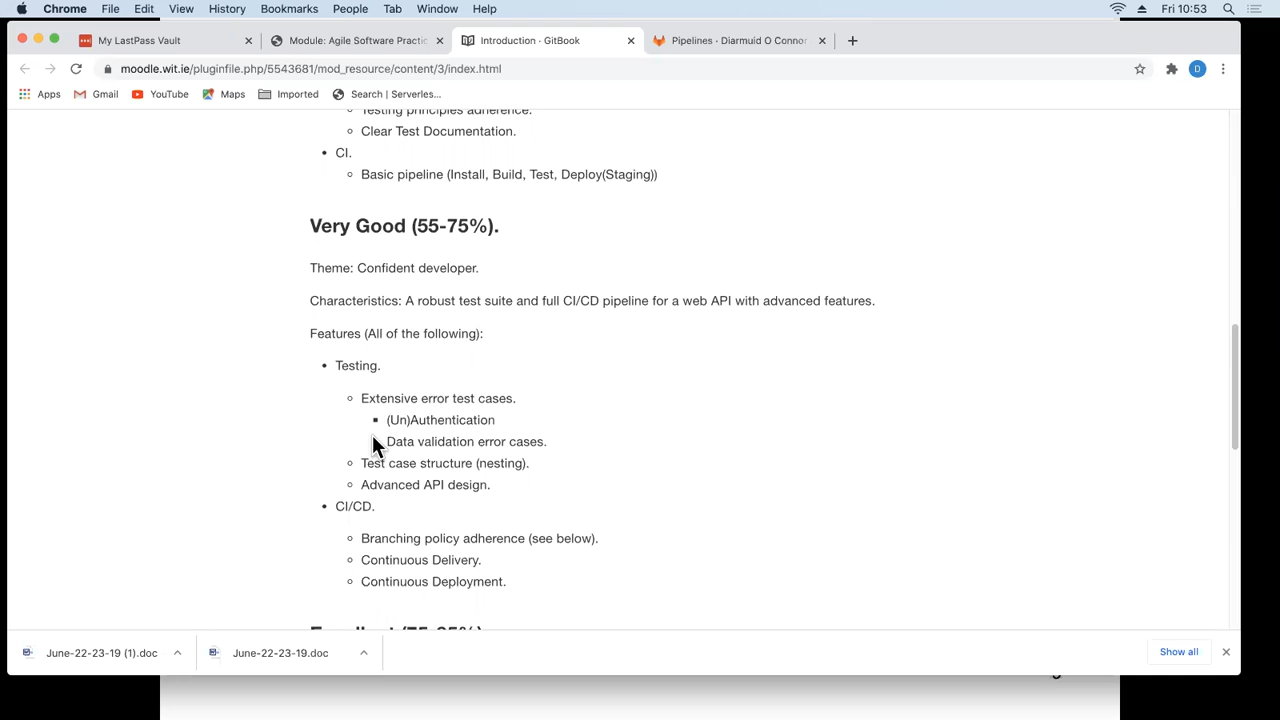 Chrome File Edit View History Bookmarks People Tab Window Help Fri 10:53
My LastPass Vault Module: Agile Software Practic Introduction · GitBook Pipelines · Diarmuid O Connor
moodle.wit.ie/pluginfile.php/5543681/mod_resource/content/3/index.html D
Apps Gmail YouTube Maps Imported Search | Serverles...
Testing principles adherence.
Clear Test Documentation.
CI.
Basic pipeline (Install, Build, Test, Deploy(Staging))
Very Good (55-75%).
Theme: Confident developer.
Characteristics: A robust test suite and full CI/CD pipeline for a web API with advanced features.
Features (All of the following):
Testing.
Extensive error test cases.
(Un)Authentication
Data validation error cases.
Test case structure (nesting).
Advanced API design.
CI/CD.
Branching policy adherence (see below).
Continuous Delivery.
Continuous Deployment.
June-22-23-19 (1).doc June-22-23-19.doc Show all